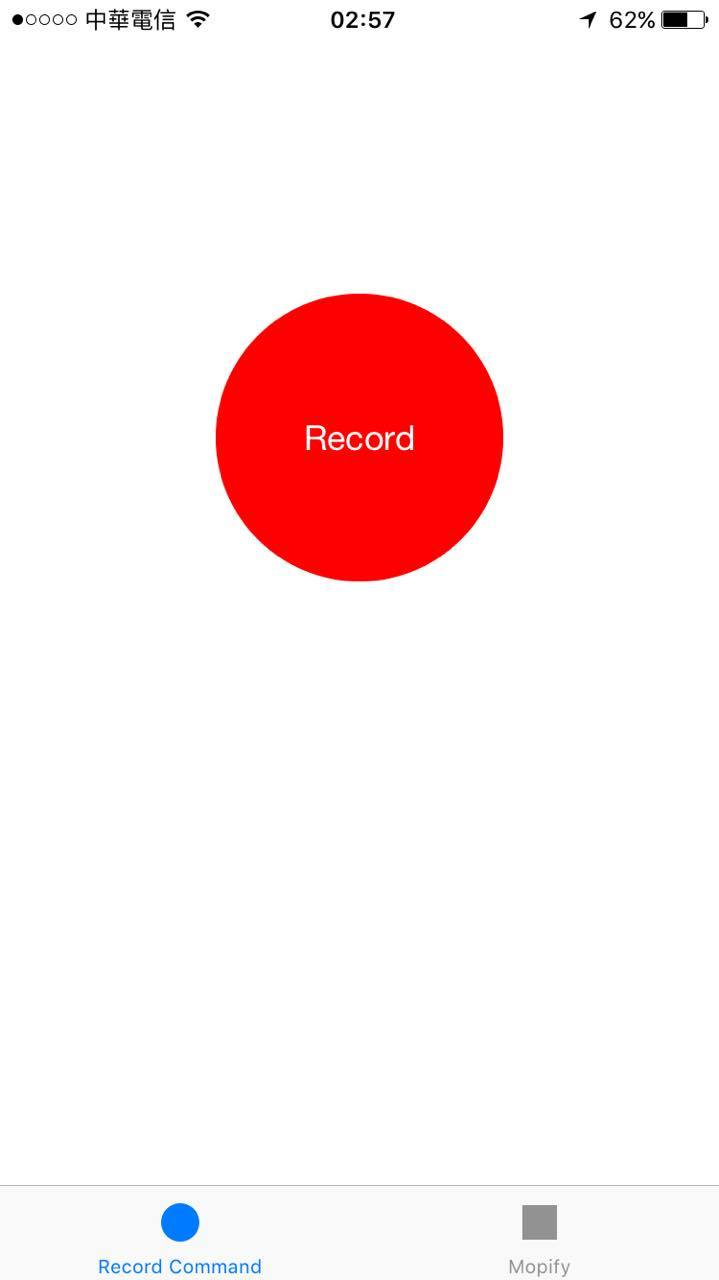 中華電信 02:57 62%
Record
Record Command Mopify